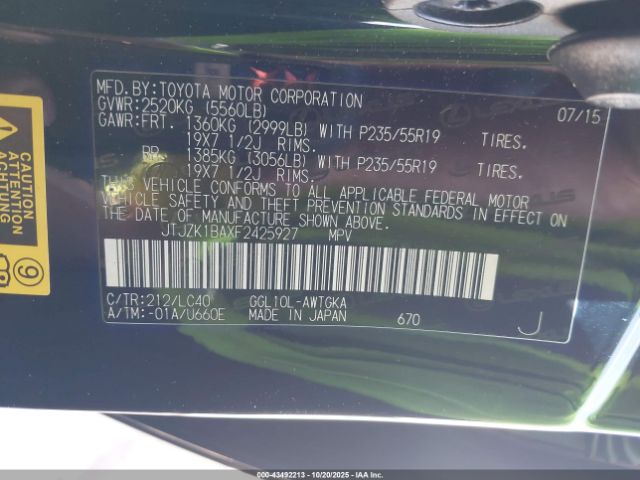 MFD.BY:TOYOTA MOTOR CORPORATION 07/15
GVWR:2520KG (5560LB)
GAWR:FRT. 1360KG (2999LB) WITH P235/55R19 TIRES.
19X7 1/2J RIMS.
RR. 1385KG (3056LB) WITH P235/55R19 TIRES.
19X7 1/2J RIMS.
THIS VEHICLE CONFORMS TO ALL APPLICABLE FEDERAL MOTOR
VEHICLE SAFETY AND THEFT PREVENTION STANDARDS IN EFFECT ON
THE DATE OF MANUFACTURE SHOWN ABOVE.
JTJZK1BAXF2425927 MPV
C/TR:212/LC40 GGL10L-AWTGKA
A/TM:-01A/U660E MADE IN JAPAN 670 J
CAUTION
ATTENTION
ACHTUNG
9
000-43492213 - 10/20/2025 - IAAI.com